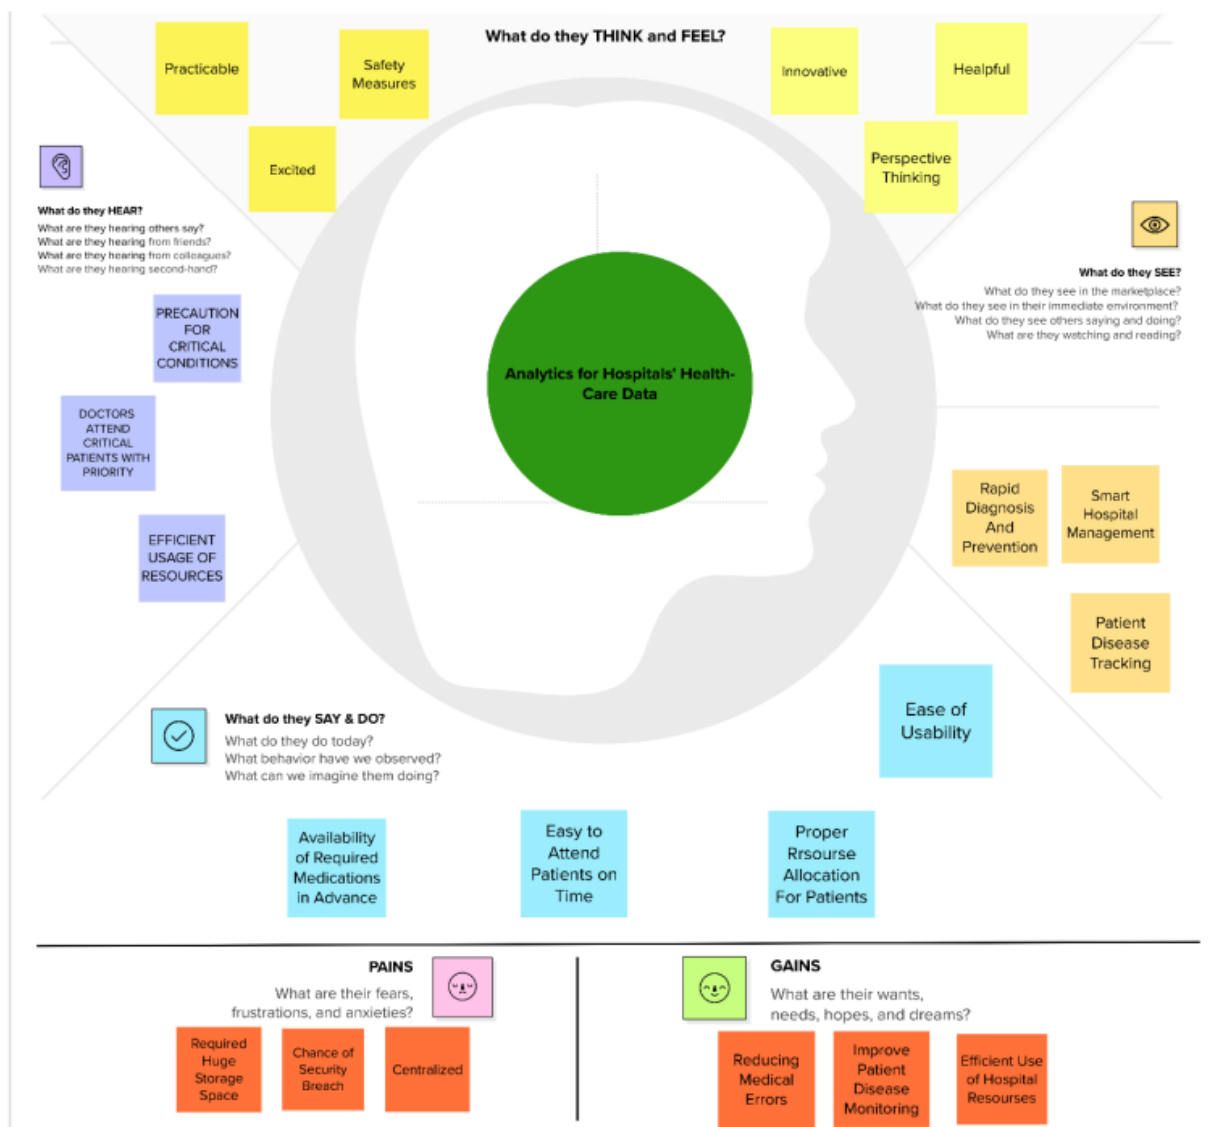 What do they THINK and FEEL?
Practicable
Safety
Measures
Excited
Innovative
Healpful
Perspective
Thinking
What do they HEAR?
What are they hearing others say?
What are they hearing from friends?
What are they hearing from colleagues?
What are they hearing second-hand?
PRECAUTION
FOR
CRITICAL
CONDITIONS
DOCTORS
ATTEND
CRITICAL
PATIENTS WITH
PRIORITY
EFFICIENT
USAGE OF
RESOURCES
Analytics for Hospitals' Health-
Care Data
What do they SEE?
What do they see in the marketplace?
What do they see in their immediate environment?
What do they see others saying and doing?
What are they watching and reading?
Rapid
Diagnosis
And
Prevention
Smart
Hospital
Management
Patient
Disease
Tracking
What do they SAY & DO?
What do they do today?
What behavior have we observed?
What can we imagine them doing?
Ease of
Usability
Availability
of Required
Medications
in Advance
Easy to
Attend
Patients on
Time
Proper
Rrsourse
Allocation
For Patients
PAINS
What are their fears,
frustrations, and anxieties?
Required
Huge
Storage
Space
Chance of
Security
Breach
Centralized
GAINS
What are their wants,
needs, hopes, and dreams?
Reducing
Medical
Errors
Improve
Patient
Disease
Monitoring
Efficient Use
of Hospital
Resourses